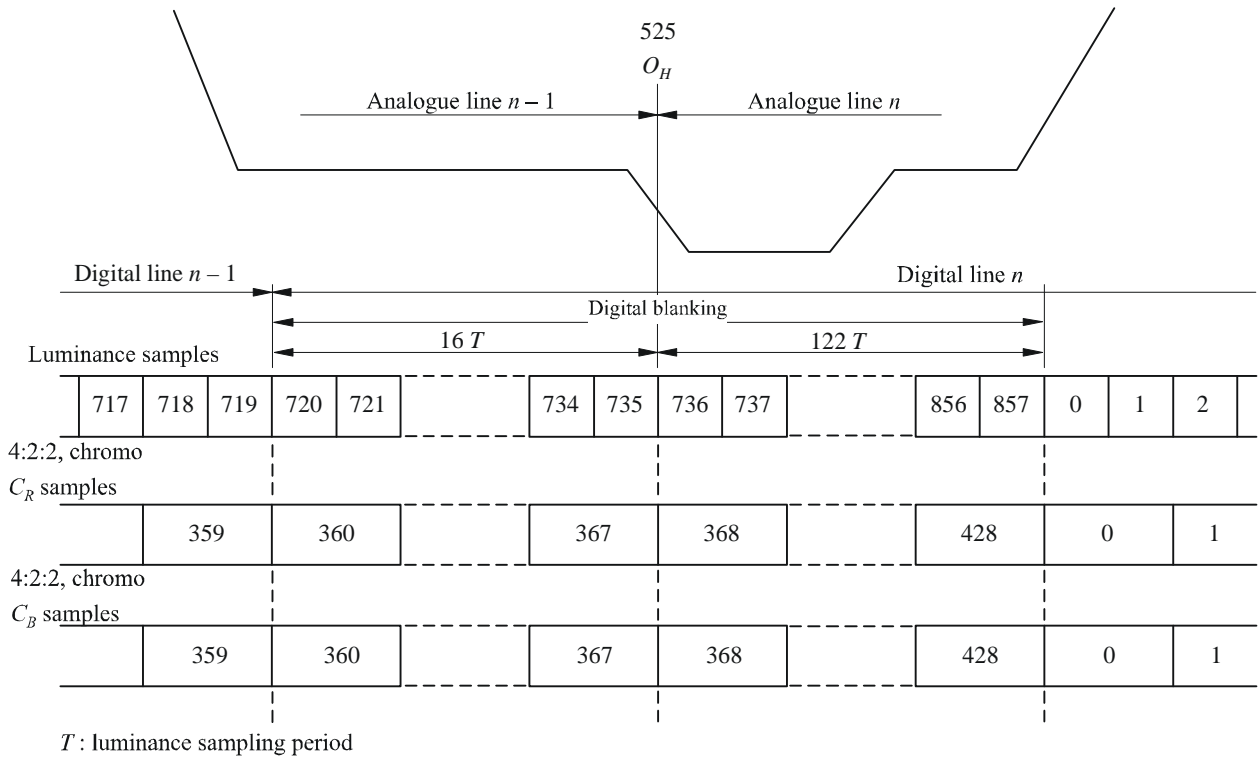 525
O_H
Analogue line n – 1 Analogue line n
Digital line n – 1 Digital line n
Digital blanking
16 T 122 T
Luminance samples
717 718 719 720 721 734 735 736 737 856 857 0 1 2
4:2:2, chromo
C_R samples
359 360 367 368 428 0 1
4:2:2, chromo
C_B samples
359 360 367 368 428 0 1
T : luminance sampling period